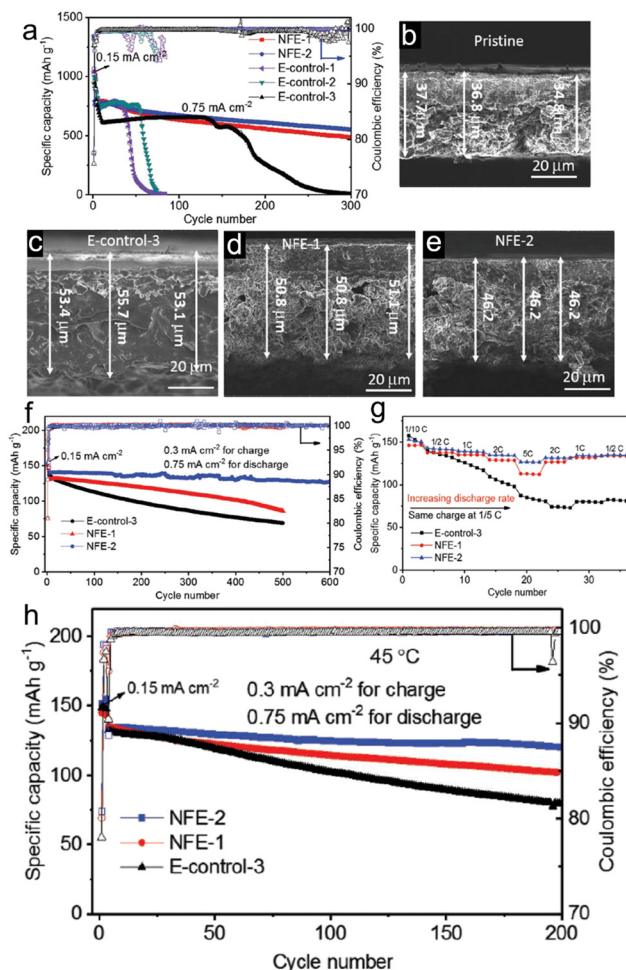 a
1750
1500
1250
1000
750
500
250
0
Specific capacity (mAh g⁻¹)
0.15 mA cm⁻²
0.75 mA cm⁻²
NFE-1
NFE-2
E-control-1
E-control-2
E-control-3
100
90
80
70
Coulombic efficiency (%)
0 50 100 150 200 250 300
Cycle number
b
Pristine
37.7 μm
36.8 μm
20 μm
c
E-control-3
53.4 μm
55.7 μm
53.1 μm
20 μm
d
NFE-1
50.8 μm
50.8 μm
20 μm
e
NFE-2
46.2
46.2
46.2
20 μm
f
200
150
100
50
0
Specific capacity (mAh g⁻¹)
0.15 mA cm⁻²
0.3 mA cm⁻² for charge
0.75 mA cm⁻² for discharge
E-control-3
NFE-1
NFE-2
100
95
90
85
80
75
70
Coulombic efficiency (%)
0 100 200 300 400 500 600
Cycle number
g
150
100
50
0
Specific capacity (mAh g⁻¹)
1/10 C
1/2 C
1C
2C
5C
2C
1C
1/2 C
Increasing discharge rate
Same charge at 1/5 C
E-control-3
NFE-1
NFE-2
0 10 20 30
Cycle number
h
200
150
100
50
0
Specific capacity (mAh g⁻¹)
0.15 mA cm⁻²
45 °C
0.3 mA cm⁻² for charge
0.75 mA cm⁻² for discharge
NFE-2
NFE-1
E-control-3
100
90
80
70
Coulombic efficiency (%)
0 50 100 150 200
Cycle number